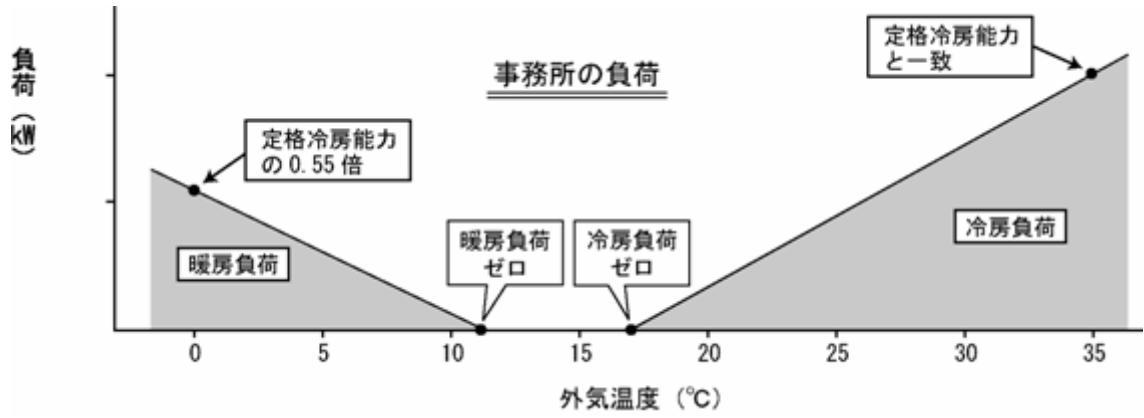 事務所の負荷
負荷（kW）
定格冷房能力
と一致
定格冷房能力
の0.55倍
暖房負荷
暖房負荷
ゼロ
冷房負荷
ゼロ
冷房負荷
0
5
10
15
20
25
30
35
外気温度（℃）